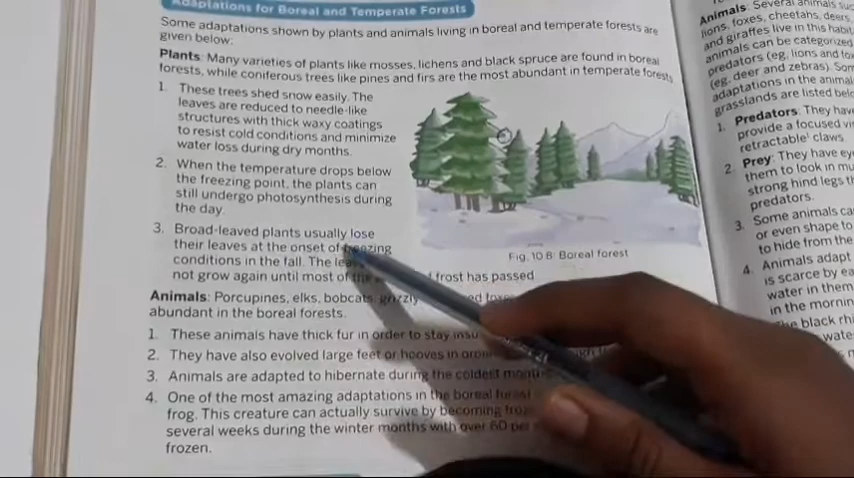 Adaptations for Boreal and Temperate Forests
Some adaptations shown by plants and animals living in boreal and temperate forests are
given below:
Plants: Many varieties of plants like mosses, lichens and black spruce are found in boreal
forests, while coniferous trees like pines and firs are the most abundant in temperate forests.
1. These trees shed snow easily. The
leaves are reduced to needle-like
structures with thick waxy coatings
to resist cold conditions and minimize
water loss during dry months.
2. When the temperature drops below
the freezing point, the plants can
still undergo photosynthesis during
the day.
3. Broad-leaved plants usually lose
their leaves at the onset of freezing
conditions in the fall. The
not grow again until most of frost has passed
Fig. 10.8: Boreal forest
Animals: Porcupines, elks, bobcats, grizzly
abundant in the boreal forests.
1. These animals have thick fur in order to stay
2. They have also evolved large feet or hooves in
3. Animals are adapted to hibernate during the coldest
4. One of the most amazing adaptations in the boreal forest
frog. This creature can actually survive by becoming
several weeks during the winter months with over 60 per
frozen.
Animals: Several animals
lions, foxes, cheetahs, deers,
and giraffes live in this
animals can be categorized
predators (eg, lions and
(eg, deer and zebras).
adaptations in the
grasslands are listed
1. Predators: They have
provide a focused
retractable claws.
2. Prey: They have
them to look in
strong hind legs
predators.
3. Some animals
or even shape to
to hide from the
4. Animals adapt
is scarce by
water in them
in the
black